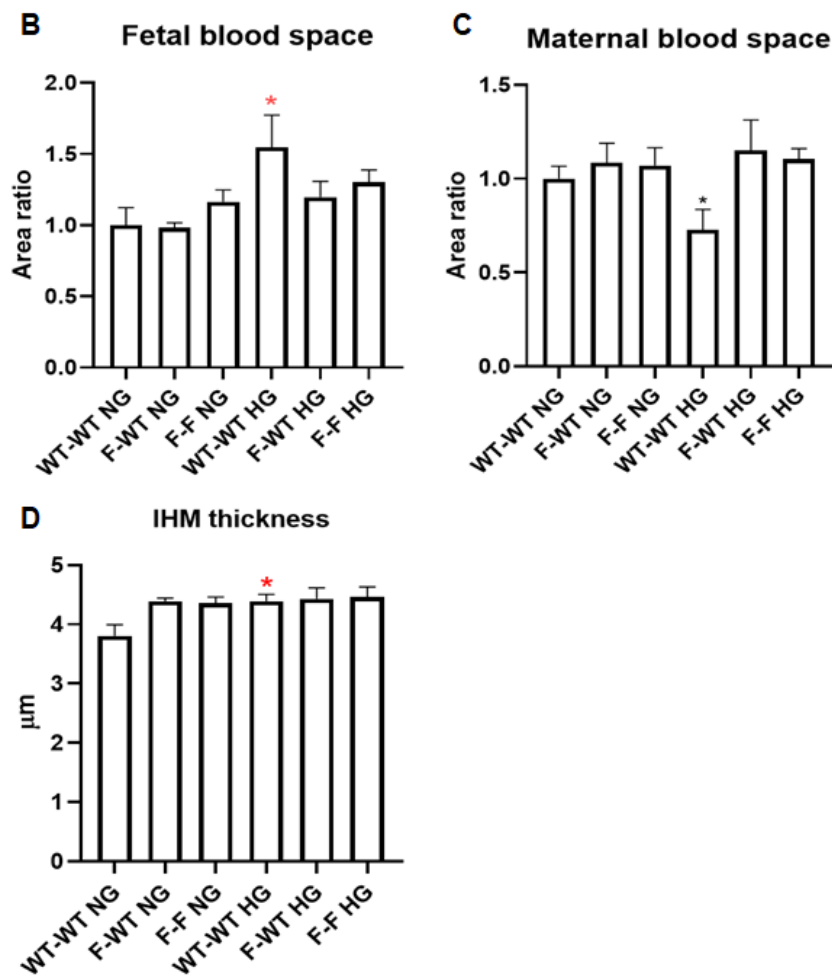 B
Fetal blood space
2.0
1.5
1.0
0.5
0.0
Area ratio
*
WT-WT NG
F-WT NG
F-F NG
WT-WT HG
F-WT HG
F-F HG
C
Maternal blood space
1.5
1.0
0.5
0.0
Area ratio
*
WT-WT NG
F-WT NG
F-F NG
WT-WT HG
F-WT HG
F-F HG
D
IHM thickness
5
4
3
2
1
0
μm
*
WT-WT NG
F-WT NG
F-F NG
WT-WT HG
F-WT HG
F-F HG